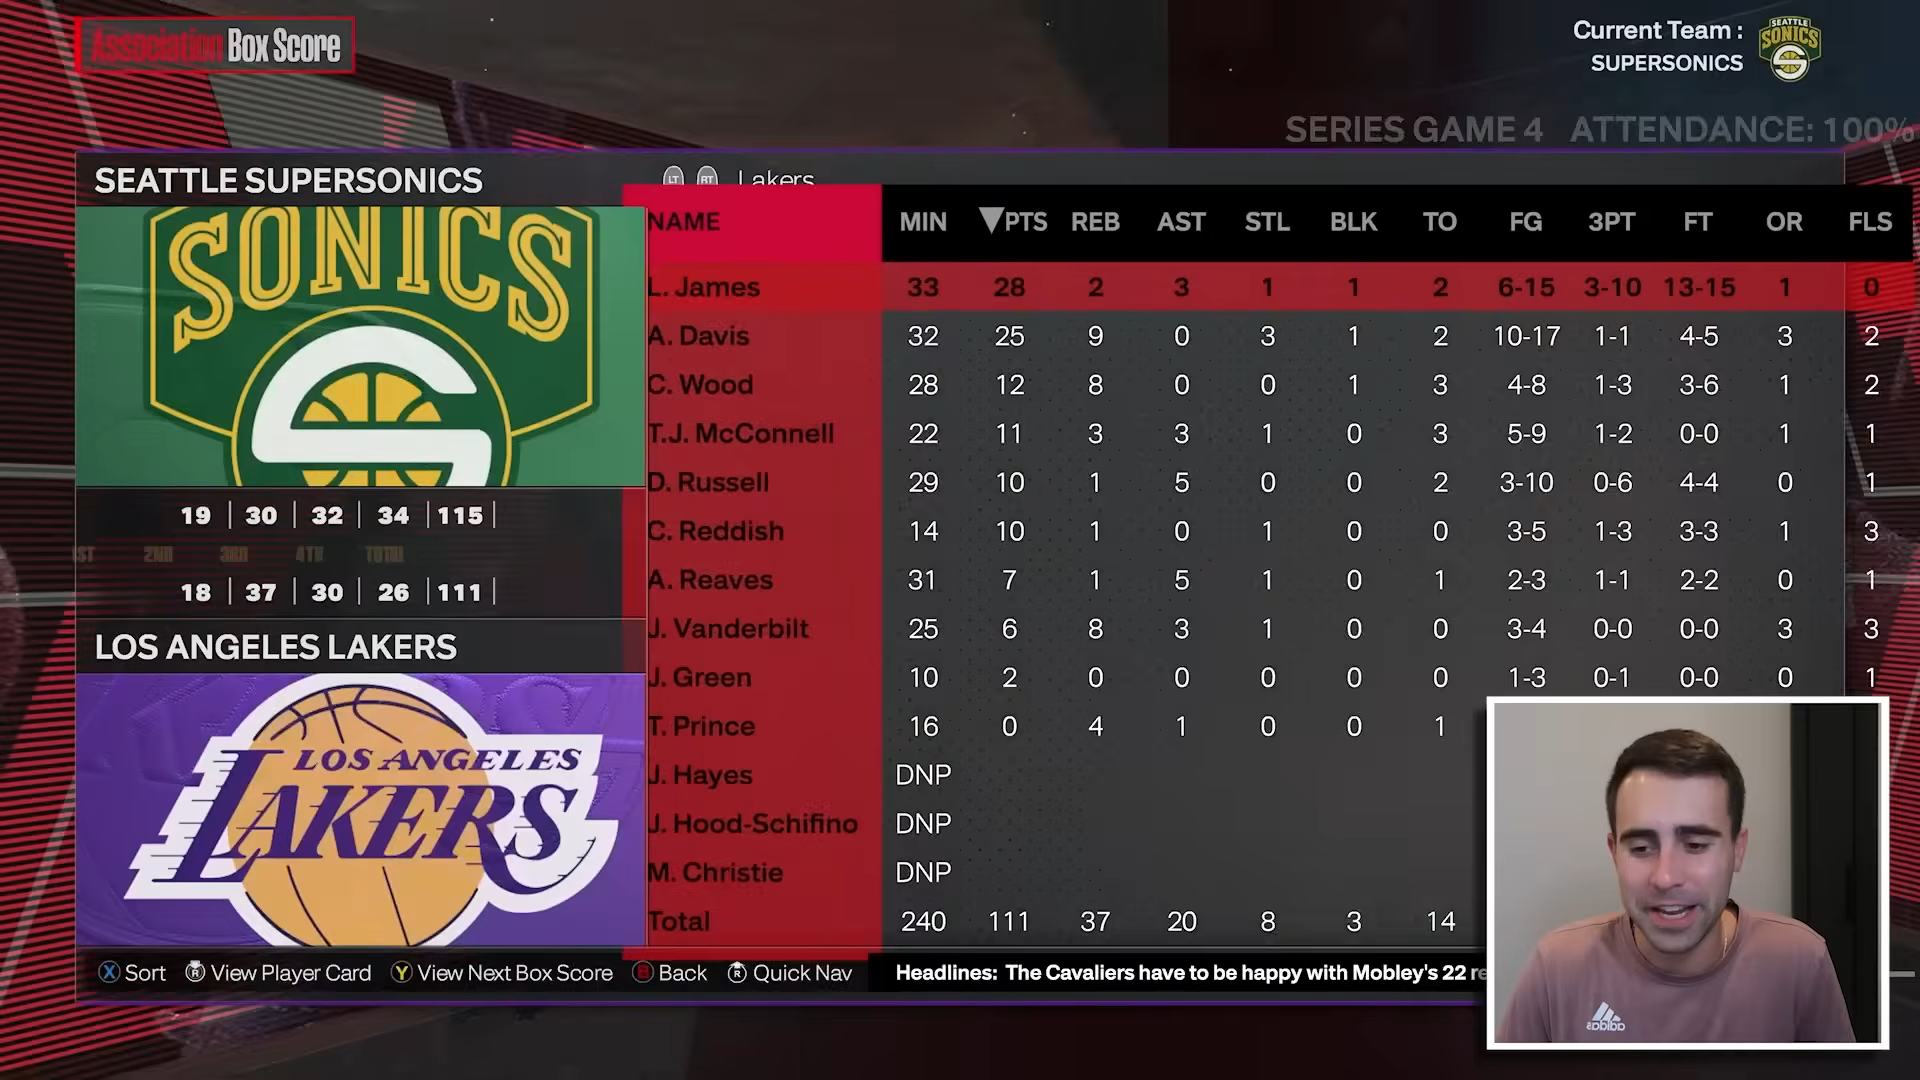 Association Box Score
Current Team :
SUPERSONICS
SEATTLE
SONICS
SERIES GAME 4 ATTENDANCE: 100%
SEATTLE SUPERSONICS
LT RT Lakers
SONICS
NAME MIN PTS REB AST STL BLK TO FG 3PT FT OR FLS
L. James 33 28 2 3 1 1 2 6-15 3-10 13-15 1 0
A. Davis 32 25 9 0 3 1 2 10-17 1-1 4-5 3 2
C. Wood 28 12 8 0 0 1 3 4-8 1-3 3-6 1 2
T.J. McConnell 22 11 3 3 1 0 3 5-9 1-2 0-0 1 1
D. Russell 29 10 1 5 0 0 2 3-10 0-6 4-4 0 1
C. Reddish 14 10 1 0 1 0 0 3-5 1-3 3-3 1 3
A. Reaves 31 7 1 5 1 0 1 2-3 1-1 2-2 0 1
J. Vanderbilt 25 6 8 3 1 0 0 3-4 0-0 0-0 3 3
J. Green 10 2 0 0 0 0 0 1-3 0-1 0-0 0 1
T. Prince 16 0 4 1 0 0 1
J. Hayes DNP
J. Hood-Schifino DNP
M. Christie DNP
Total 240 111 37 20 8 3 14
19 30 32 34 115
1ST 2ND 3RD 4TH TOTAL
18 37 30 26 111
LOS ANGELES LAKERS
LOS ANGELES
LAKERS
X Sort R View Player Card Y View Next Box Score B Back R Quick Nav
Headlines: The Cavaliers have to be happy with Mobley's 22 re
adidas